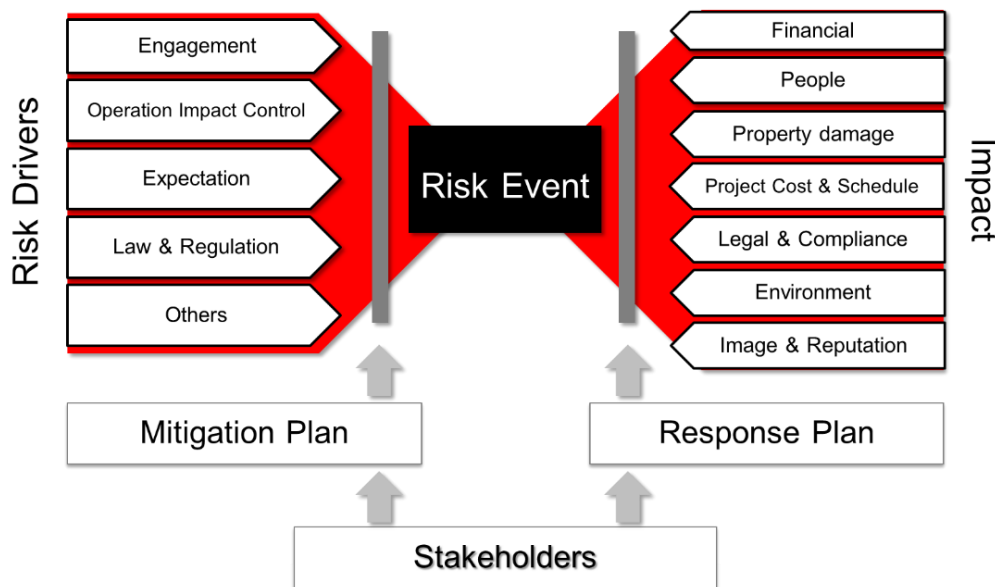 Risk Drivers
Engagement
Operation Impact Control
Expectation
Law & Regulation
Others
Risk Event
Financial
People
Property damage
Project Cost & Schedule
Legal & Compliance
Environment
Image & Reputation
Impact
Mitigation Plan
Response Plan
Stakeholders